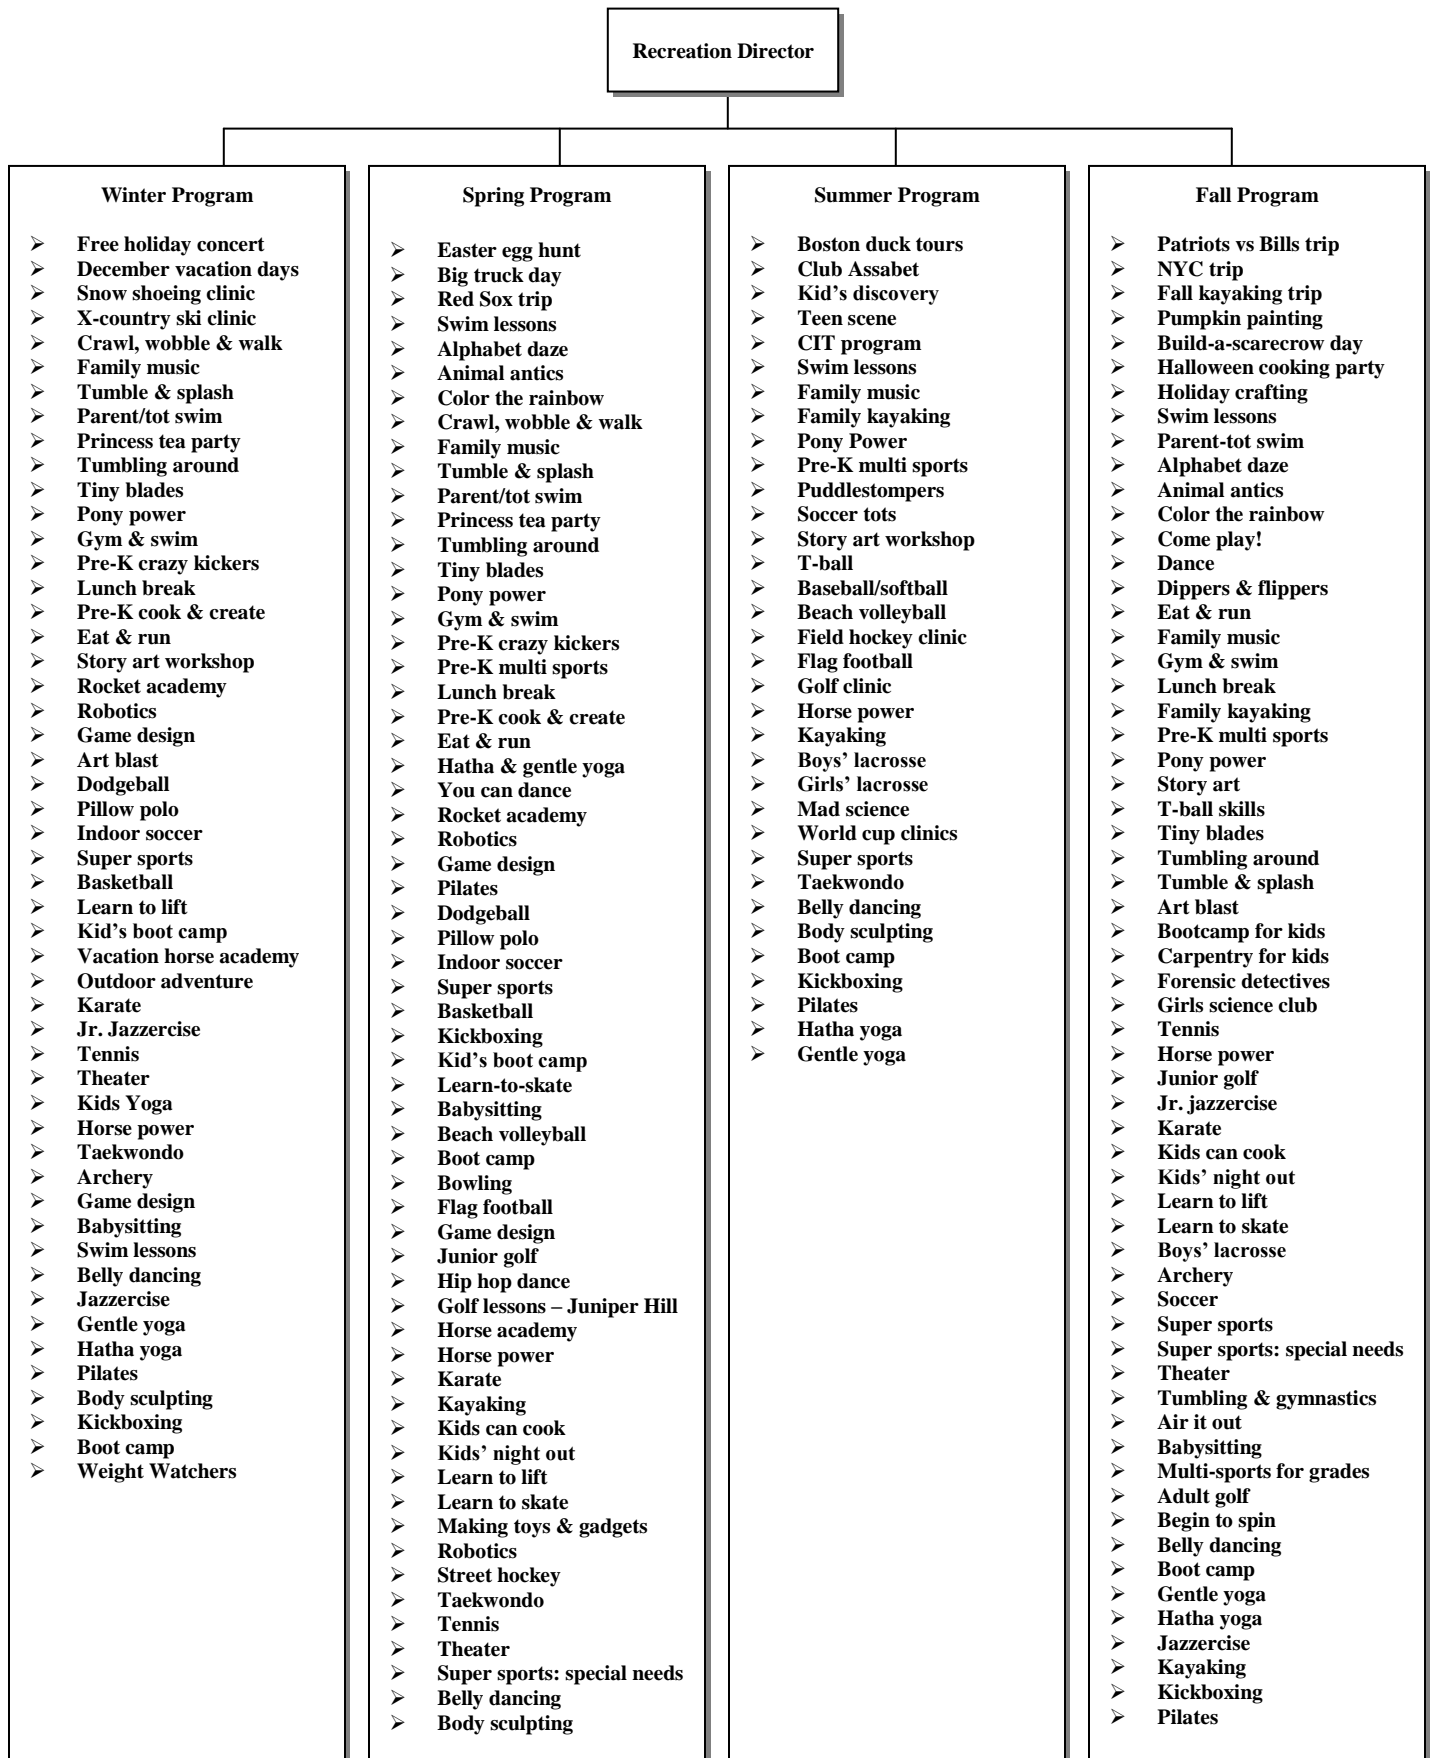 Recreation Director
Winter Program
Free holiday concert
December vacation days
Snow shoeing clinic
X-country ski clinic
Crawl, wobble & walk
Family music
Tumble & splash
Parent/tot swim
Princess tea party
Tumbling around
Tiny blades
Pony power
Gym & swim
Pre-K crazy kickers
Lunch break
Pre-K cook & create
Eat & run
Story art workshop
Rocket academy
Robotics
Game design
Art blast
Dodgeball
Pillow polo
Indoor soccer
Super sports
Basketball
Learn to lift
Kid's boot camp
Vacation horse academy
Outdoor adventure
Karate
Jr. Jazzercise
Tennis
Theater
Kids Yoga
Horse power
Taekwondo
Archery
Game design
Babysitting
Swim lessons
Belly dancing
Jazzercise
Gentle yoga
Hatha yoga
Pilates
Body sculpting
Kickboxing
Boot camp
Weight Watchers
Spring Program
Easter egg hunt
Big truck day
Red Sox trip
Swim lessons
Alphabet daze
Animal antics
Color the rainbow
Crawl, wobble & walk
Family music
Tumble & splash
Parent/tot swim
Princess tea party
Tumbling around
Tiny blades
Pony power
Gym & swim
Pre-K crazy kickers
Pre-K multi sports
Lunch break
Pre-K cook & create
Eat & run
Hatha & gentle yoga
You can dance
Rocket academy
Robotics
Game design
Pilates
Dodgeball
Pillow polo
Indoor soccer
Super sports
Basketball
Kickboxing
Kid's boot camp
Learn-to-skate
Babysitting
Beach volleyball
Boot camp
Bowling
Flag football
Game design
Junior golf
Hip hop dance
Golf lessons – Juniper Hill
Horse academy
Horse power
Karate
Kayaking
Kids can cook
Kids' night out
Learn to lift
Learn to skate
Making toys & gadgets
Robotics
Street hockey
Taekwondo
Tennis
Theater
Super sports: special needs
Belly dancing
Body sculpting
Summer Program
Boston duck tours
Club Assabet
Kid's discovery
Teen scene
CIT program
Swim lessons
Family music
Family kayaking
Pony Power
Pre-K multi sports
Puddlestompers
Soccer tots
Story art workshop
T-ball
Baseball/softball
Beach volleyball
Field hockey clinic
Flag football
Golf clinic
Horse power
Kayaking
Boys' lacrosse
Girls' lacrosse
Mad science
World cup clinics
Super sports
Taekwondo
Belly dancing
Body sculpting
Boot camp
Kickboxing
Pilates
Hatha yoga
Gentle yoga
Fall Program
Patriots vs Bills trip
NYC trip
Fall kayaking trip
Pumpkin painting
Build-a-scarecrow day
Halloween cooking party
Holiday crafting
Swim lessons
Parent-tot swim
Alphabet daze
Animal antics
Color the rainbow
Come play!
Dance
Dippers & flippers
Eat & run
Family music
Gym & swim
Lunch break
Family kayaking
Pre-K multi sports
Pony power
Story art
T-ball skills
Tiny blades
Tumbling around
Tumble & splash
Art blast
Bootcamp for kids
Carpentry for kids
Forensic detectives
Girls science club
Tennis
Horse power
Junior golf
Jr. jazzercise
Karate
Kids can cook
Kids' night out
Learn to lift
Learn to skate
Boys' lacrosse
Archery
Soccer
Super sports
Super sports: special needs
Theater
Tumbling & gymnastics
Air it out
Babysitting
Multi-sports for grades
Adult golf
Begin to spin
Belly dancing
Boot camp
Gentle yoga
Hatha yoga
Jazzercise
Kayaking
Kickboxing
Pilates